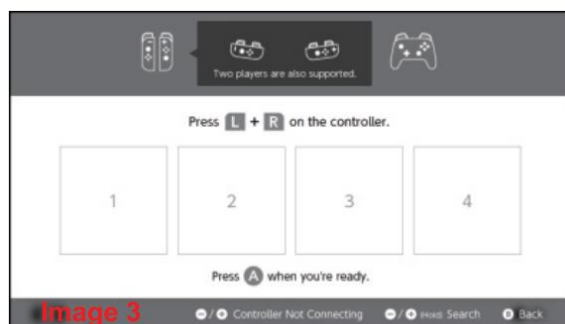 Two players are also supported.
Press L + R on the controller.
1 2 3 4
Press A when you're ready.
Image 3
-/+ Controller Not Connecting -/+ (Hold) Search B Back